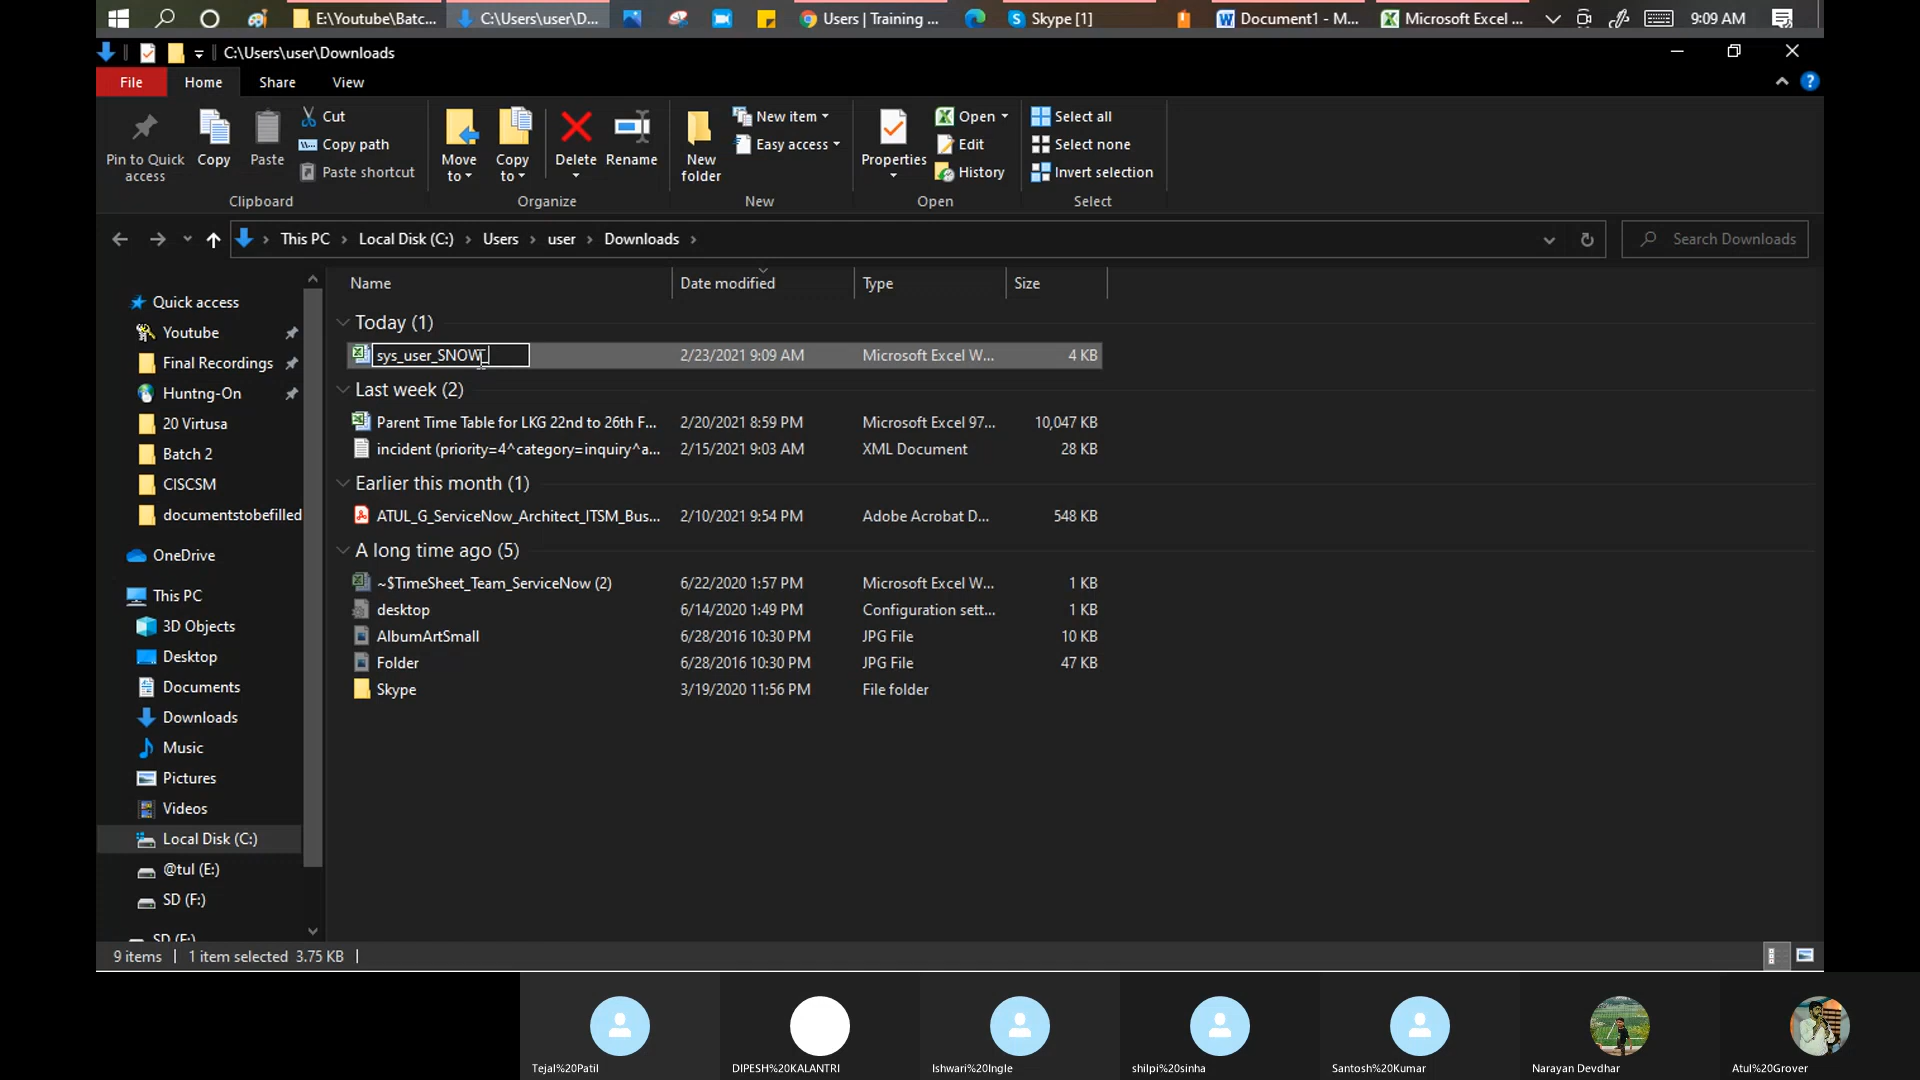 E:\Youtube\Batc...
C:\Users\user\D...
Users | Training ...
Skype [1]
Document1 - M...
Microsoft Excel ...
9:09 AM
C:\Users\user\Downloads
File
Home
Share
View
Pin to Quick access
Copy
Paste
Cut
Copy path
Paste shortcut
Move to
Copy to
Delete
Rename
New folder
New item
Easy access
Properties
Open
Edit
History
Select all
Select none
Invert selection
Clipboard
Organize
New
Open
Select
This PC > Local Disk (C:) > Users > user > Downloads >
Search Downloads
Name
Date modified
Type
Size
Quick access
Youtube
Final Recordings
Huntng-On
20 Virtusa
Batch 2
CISCSM
documentstobefilled
OneDrive
This PC
3D Objects
Desktop
Documents
Downloads
Music
Pictures
Videos
Local Disk (C:)
@tul (E:)
SD (F:)
SD (F:)
Today (1)
sys_user_SNOW_ 2/23/2021 9:09 AM Microsoft Excel W... 4 KB
Last week (2)
Parent Time Table for LKG 22nd to 26th F... 2/20/2021 8:59 PM Microsoft Excel 97... 10,047 KB
incident (priority=4^category=inquiry^a... 2/15/2021 9:03 AM XML Document 28 KB
Earlier this month (1)
ATUL_G_ServiceNow_Architect_ITSM_Bus... 2/10/2021 9:54 PM Adobe Acrobat D... 548 KB
A long time ago (5)
~$TimeSheet_Team_ServiceNow (2) 6/22/2020 1:57 PM Microsoft Excel W... 1 KB
desktop 6/14/2020 1:49 PM Configuration sett... 1 KB
AlbumArtSmall 6/28/2016 10:30 PM JPG File 10 KB
Folder 6/28/2016 10:30 PM JPG File 47 KB
Skype 3/19/2020 11:56 PM File folder
9 items
1 item selected 3.75 KB
Tejal%20Patil
DIPESH%20KALANTRI
Ishwari%20Ingle
shilpi%20sinha
Santosh%20Kumar
Narayan Devdhar
Atul%20Grover